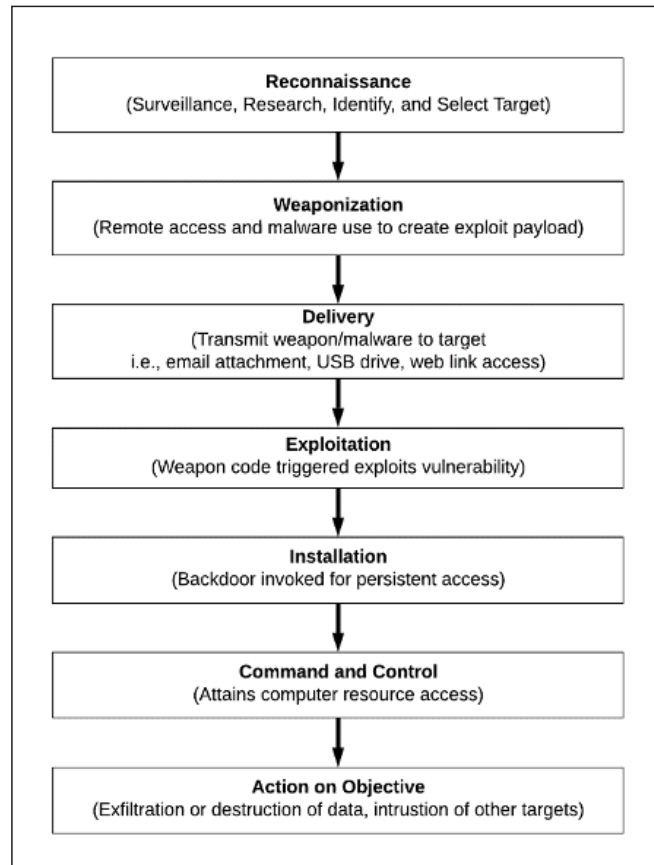 Reconnaissance
(Surveillance, Research, Identify, and Select Target)
Weaponization
(Remote access and malware use to create exploit payload)
Delivery
(Transmit weapon/malware to target
i.e., email attachment, USB drive, web link access)
Exploitation
(Weapon code triggered exploits vulnerability)
Installation
(Backdoor invoked for persistent access)
Command and Control
(Attains computer resource access)
Action on Objective
(Exfiltration or destruction of data, intrustion of other targets)